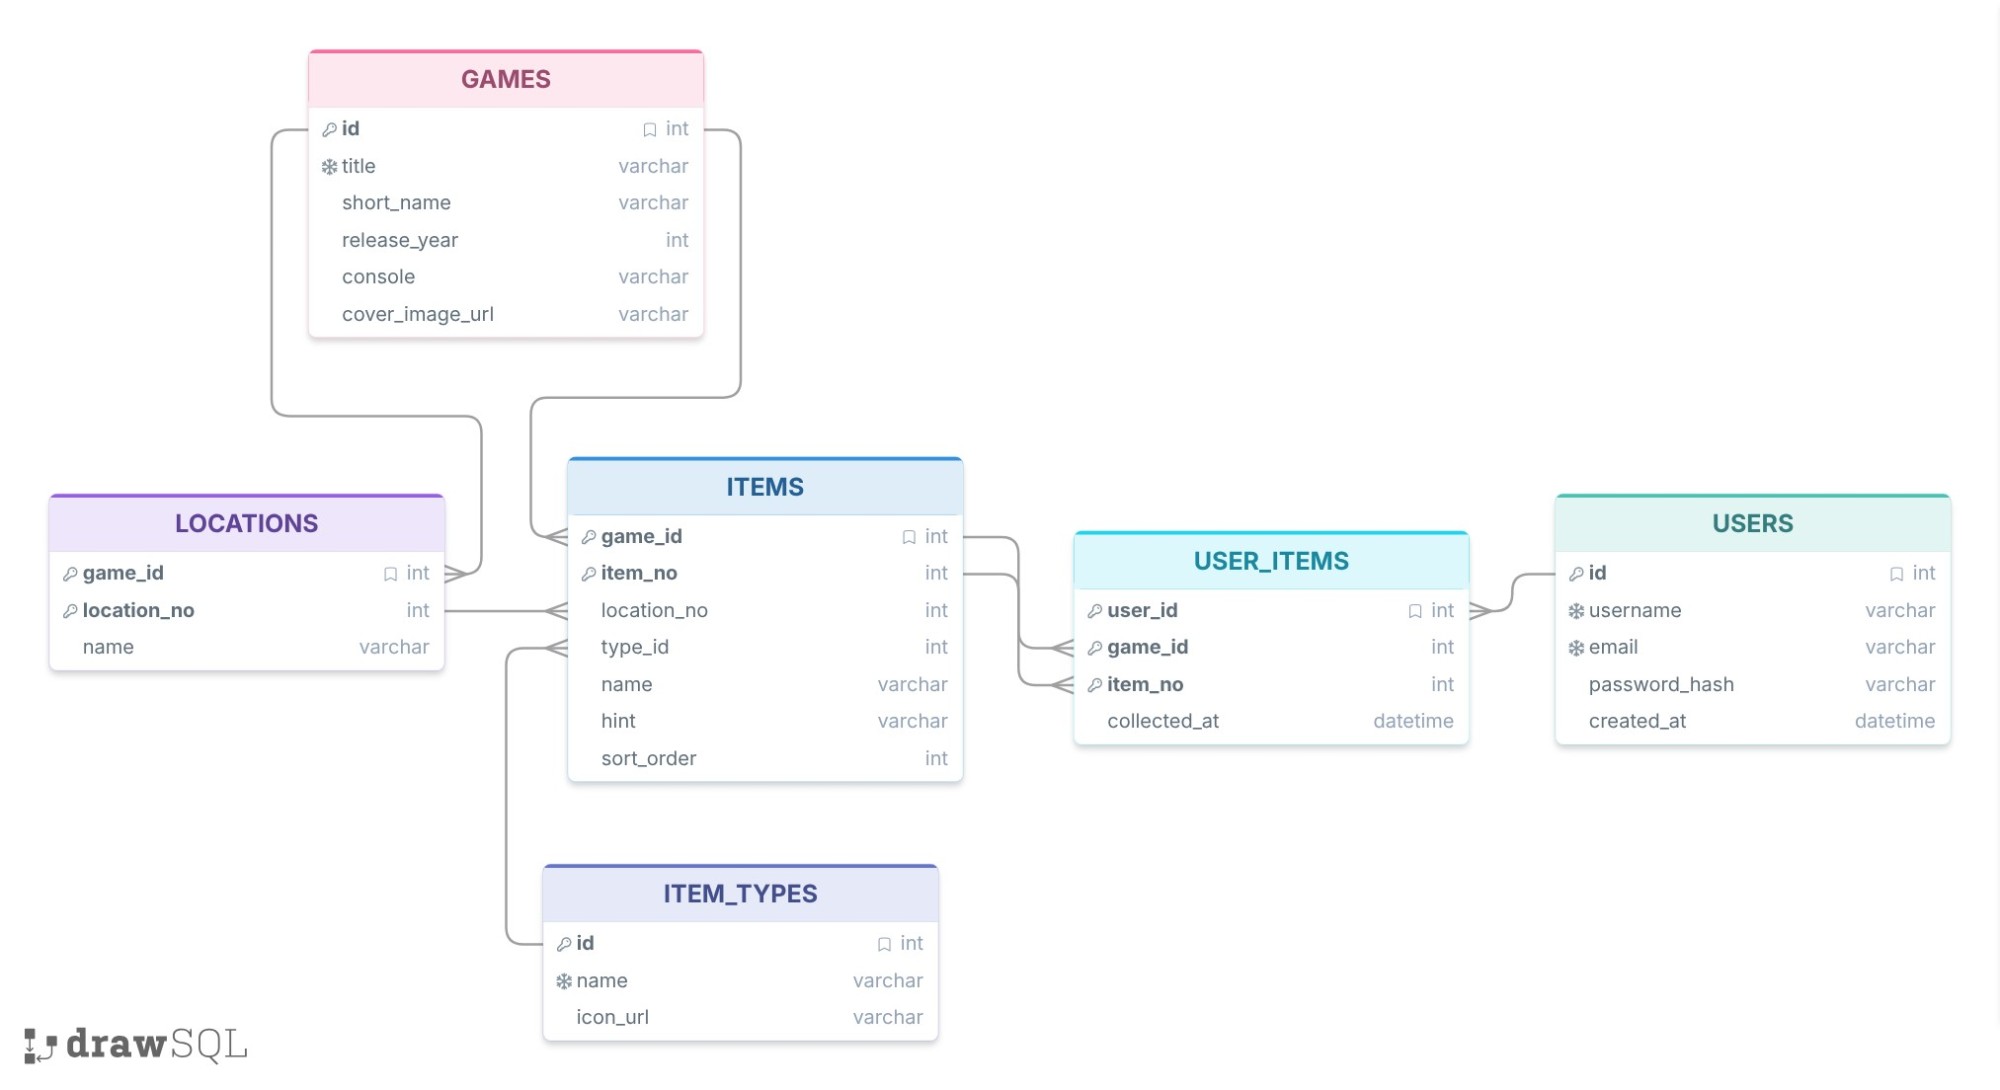 GAMES
id int
title varchar
short_name varchar
release_year int
console varchar
cover_image_url varchar
LOCATIONS
game_id int
location_no int
name varchar
ITEMS
game_id int
item_no int
location_no int
type_id int
name varchar
hint varchar
sort_order int
USER_ITEMS
user_id int
game_id int
item_no int
collected_at datetime
USERS
id int
username varchar
email varchar
password_hash varchar
created_at datetime
ITEM_TYPES
id int
name varchar
icon_url varchar
drawSQL